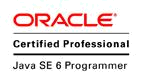 ORACLE®
Certified Professional
Java SE 6 Programmer